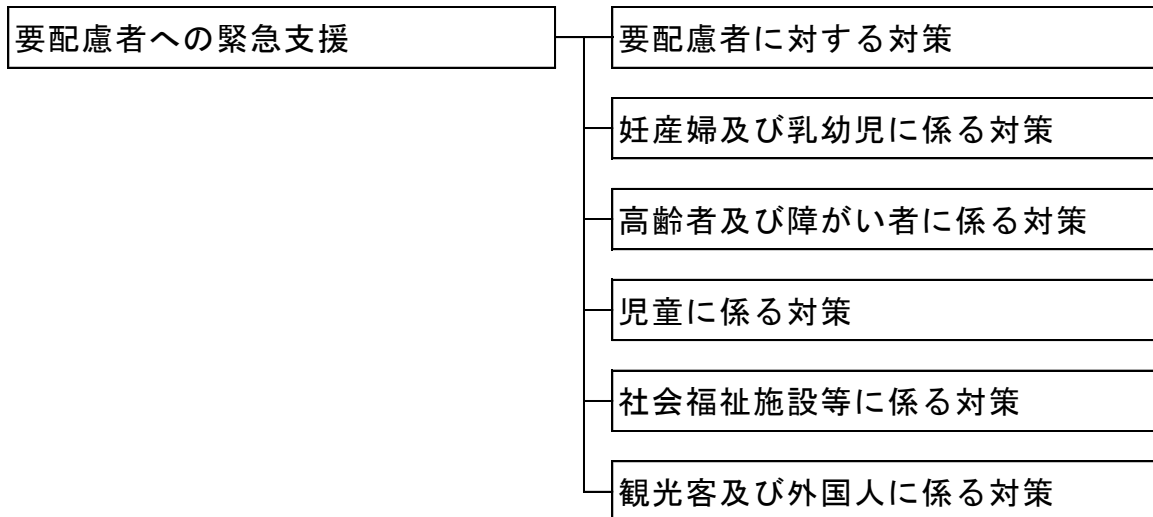 要配慮者への緊急支援
要配慮者に対する対策
妊産婦及び乳幼児に係る対策
高齢者及び障がい者に係る対策
児童に係る対策
社会福祉施設等に係る対策
観光客及び外国人に係る対策